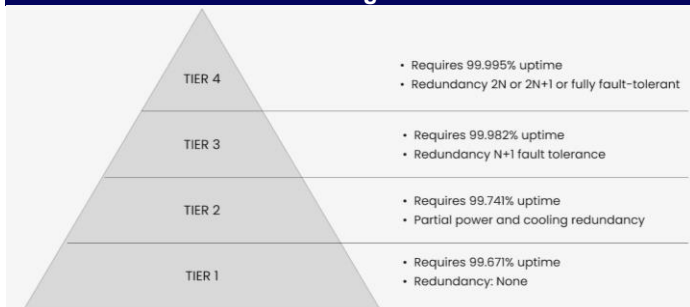 TIER 4
• Requires 99.995% uptime
• Redundancy 2N or 2N+1 or fully fault-tolerant
TIER 3
• Requires 99.982% uptime
• Redundancy N+1 fault tolerance
TIER 2
• Requires 99.741% uptime
• Partial power and cooling redundancy
TIER 1
• Requires 99.671% uptime
• Redundancy: None